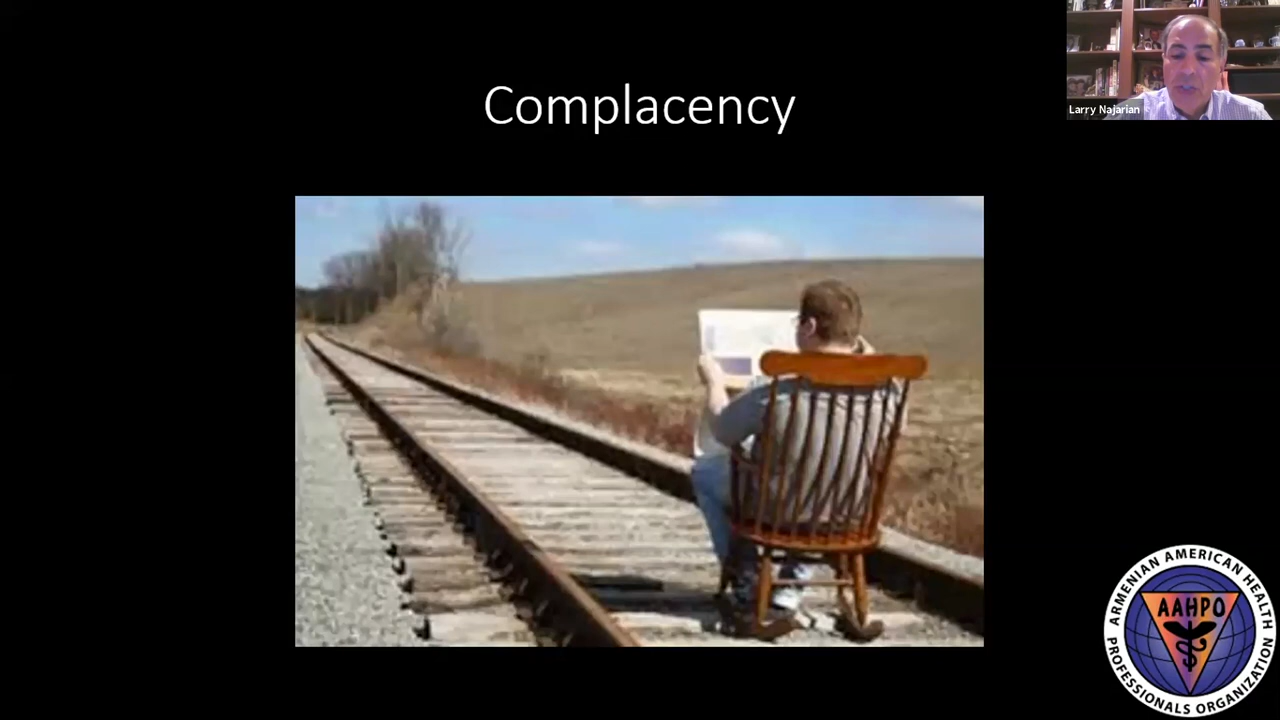 Complacency
Larry Najarian
ARMENIAN AMERICAN HEALTH
AAHPO
PROFESSIONALS ORGANIZATION